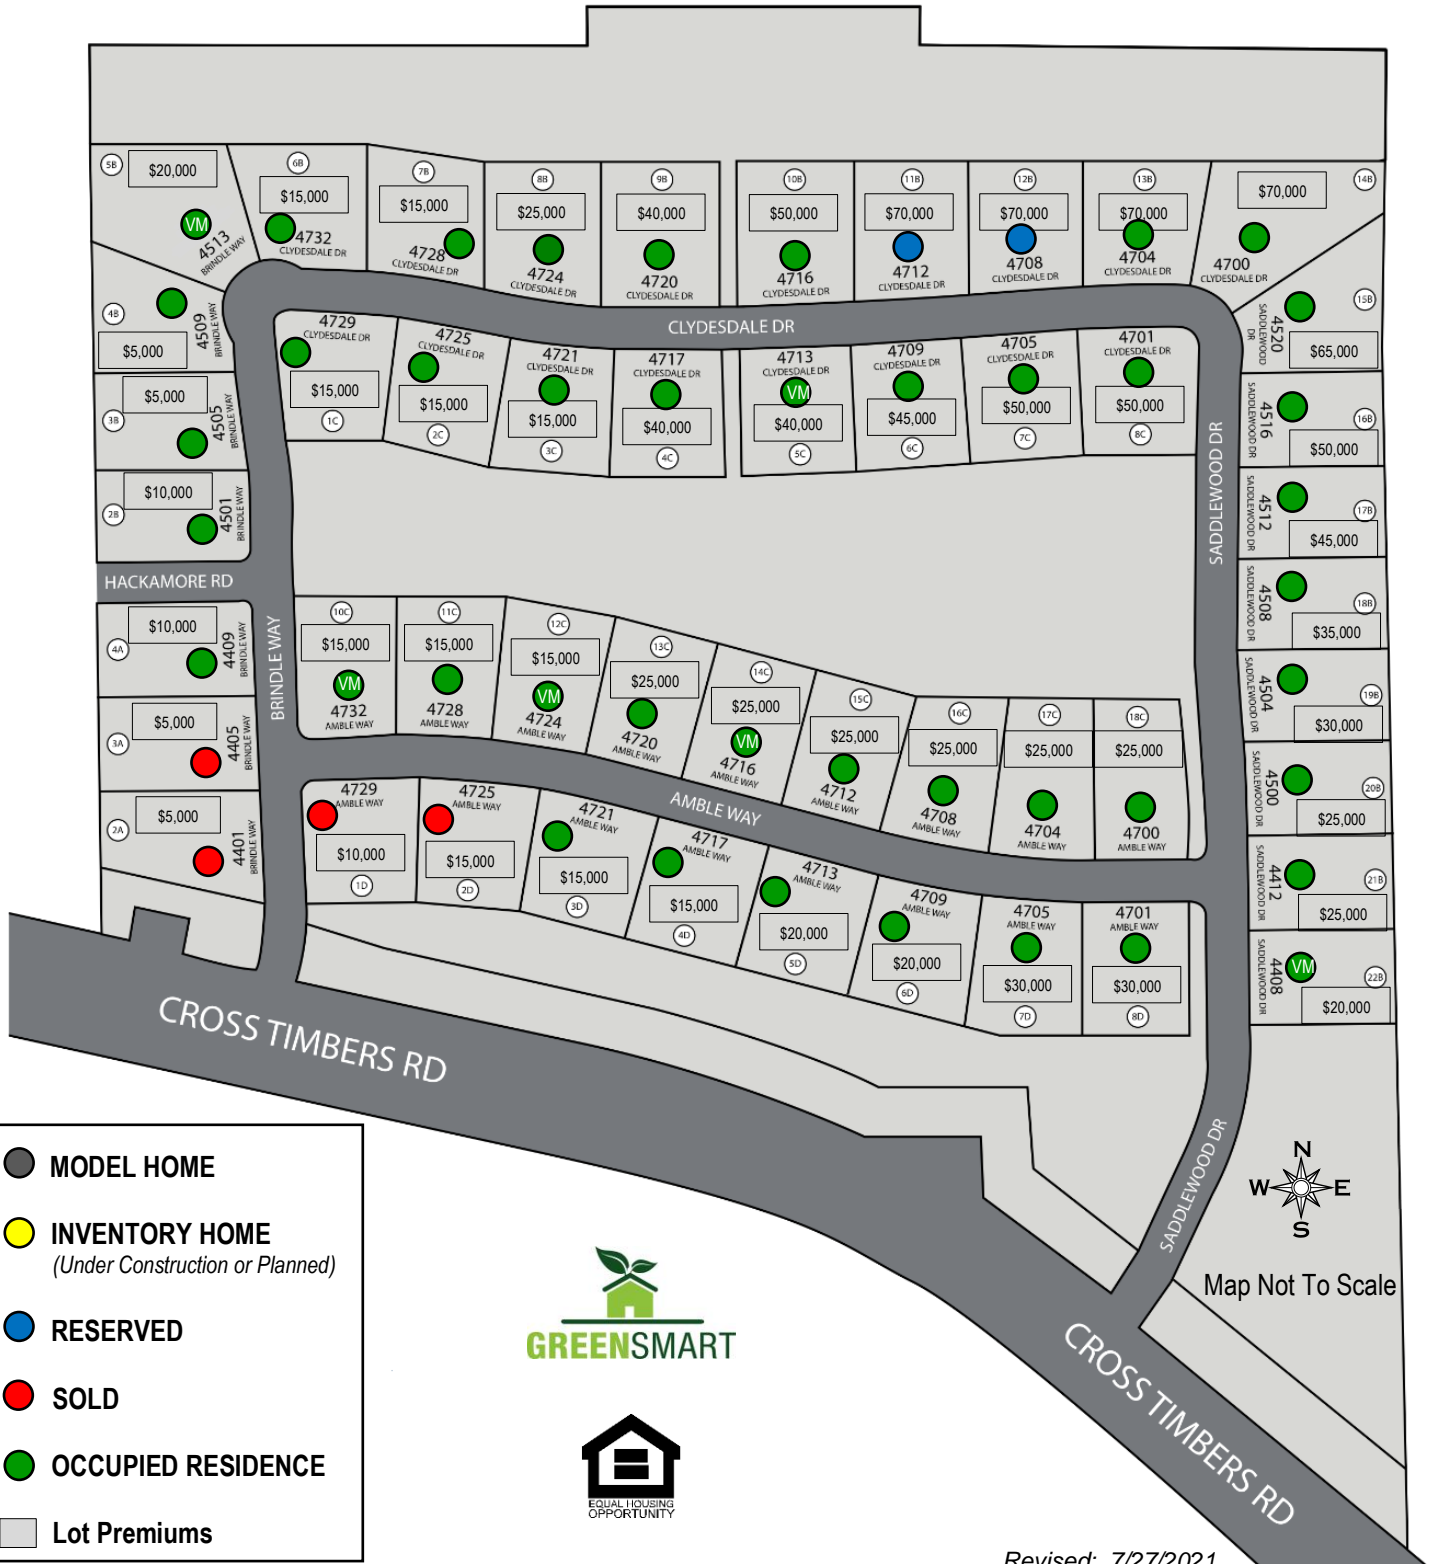 5B
$20,000
VM
4513
BRINDLE WAY
6B
$15,000
4732
CLYDESDALE DR
7B
$15,000
4728
CLYDESDALE DR
8B
$25,000
4724
CLYDESDALE DR
9B
$40,000
4720
CLYDESDALE DR
10B
$50,000
4716
CLYDESDALE DR
11B
$70,000
4712
CLYDESDALE DR
12B
$70,000
4708
CLYDESDALE DR
13B
$70,000
4704
CLYDESDALE DR
14B
$70,000
4700
CLYDESDALE DR
4B
$5,000
4509
BRINDLE WAY
3B
$5,000
4505
BRINDLE WAY
2B
$10,000
4501
BRINDLE WAY
HACKAMORE RD
4A
$10,000
4409
BRINDLE WAY
3A
$5,000
4405
BRINDLE WAY
2A
$5,000
4401
BRINDLE WAY
BRINDLE WAY
CLYDESDALE DR
4729
CLYDESDALE DR
$15,000
1C
4725
CLYDESDALE DR
$15,000
2C
4721
CLYDESDALE DR
$15,000
3C
4717
CLYDESDALE DR
$40,000
4C
4713
CLYDESDALE DR
VM
$40,000
5C
4709
CLYDESDALE DR
$45,000
6C
4705
CLYDESDALE DR
$50,000
7C
4701
CLYDESDALE DR
$50,000
8C
SADDLEWOOD DR
15B
4520
SADDLEWOOD
DR
$65,000
16B
4516
SADDLEWOOD DR
$50,000
17B
4512
SADDLEWOOD DR
$45,000
18B
4508
SADDLEWOOD DR
$35,000
19B
4504
SADDLEWOOD DR
$30,000
20B
4500
SADDLEWOOD DR
$25,000
21B
4412
SADDLEWOOD DR
$25,000
22B
VM
4408
SADDLEWOOD DR
$20,000
10C
$15,000
VM
4732
AMBLE WAY
11C
$15,000
4728
AMBLE WAY
12C
$15,000
VM
4724
AMBLE WAY
13C
$25,000
4720
AMBLE WAY
14C
$25,000
VM
4716
AMBLE WAY
15C
$25,000
4712
AMBLE WAY
16C
$25,000
4708
AMBLE WAY
17C
$25,000
4704
AMBLE WAY
18C
$25,000
4700
AMBLE WAY
AMBLE WAY
4729
AMBLE WAY
$10,000
1D
4725
AMBLE WAY
$15,000
2D
4721
AMBLE WAY
$15,000
3D
4717
AMBLE WAY
$15,000
4D
4713
AMBLE WAY
$20,000
5D
4709
AMBLE WAY
$20,000
6D
4705
AMBLE WAY
$30,000
7D
4701
AMBLE WAY
$30,000
8D
CROSS TIMBERS RD
SADDLEWOOD DR
CROSS TIMBERS RD
N
W E
S
Map Not To Scale
MODEL HOME
INVENTORY HOME
(Under Construction or Planned)
RESERVED
SOLD
OCCUPIED RESIDENCE
Lot Premiums
GREENSMART
EQUAL HOUSING
OPPORTUNITY
Revised: 7/27/2021